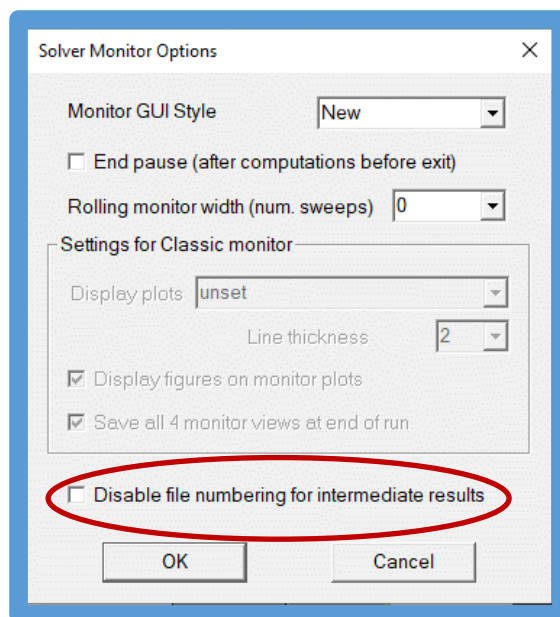 Solver Monitor Options
Monitor GUI Style New
End pause (after computations before exit)
Rolling monitor width (num. sweeps) 0
Settings for Classic monitor
Display plots unset
Line thickness 2
Display figures on monitor plots
Save all 4 monitor views at end of run
Disable file numbering for intermediate results
OK Cancel